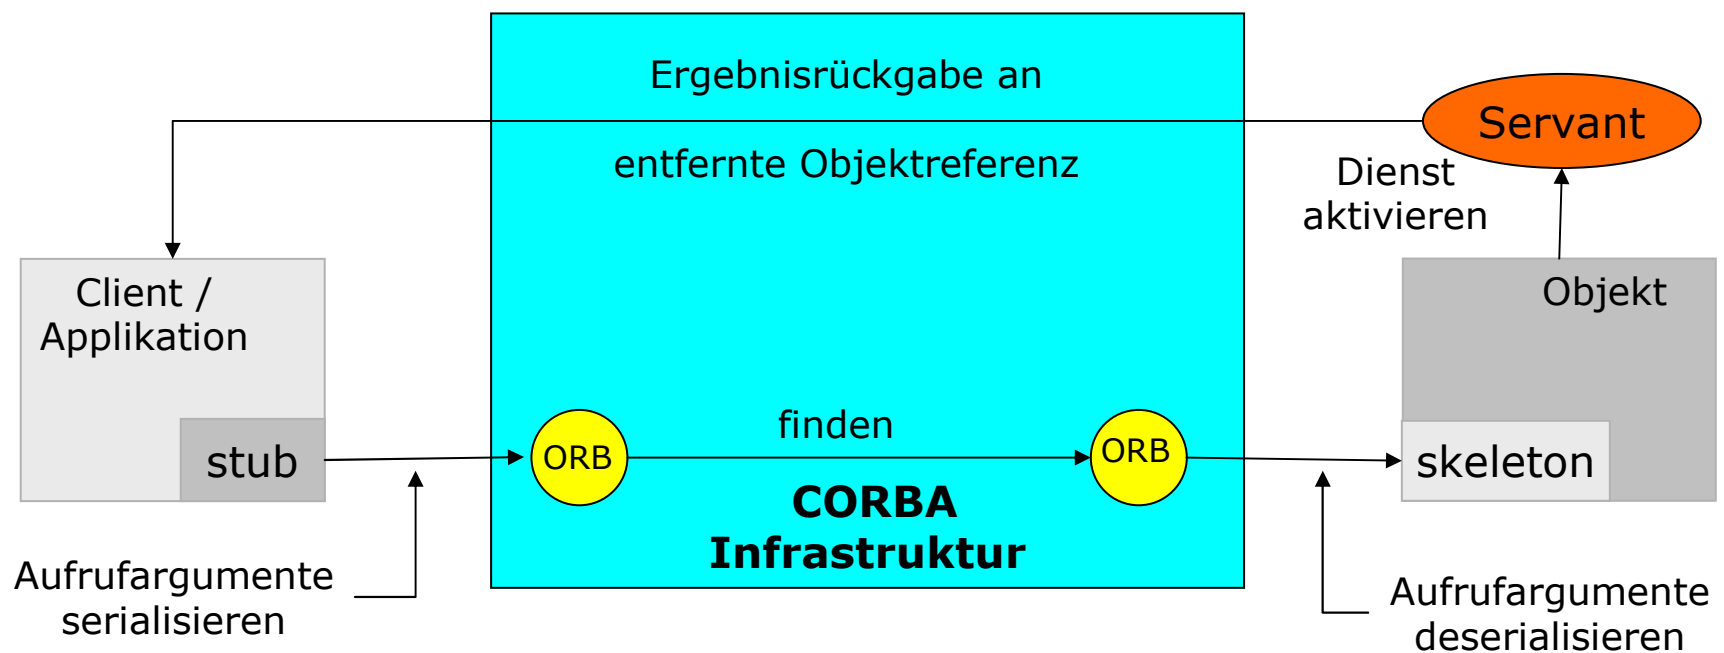 Ergebnisrückgabe an
entfernte Objektreferenz
Servant
Dienst
aktivieren
Client /
Applikation
stub
Objekt
skeleton
ORB
finden
ORB
CORBA
Infrastruktur
Aufrufargumente
serialisieren
Aufrufargumente
deserialisieren